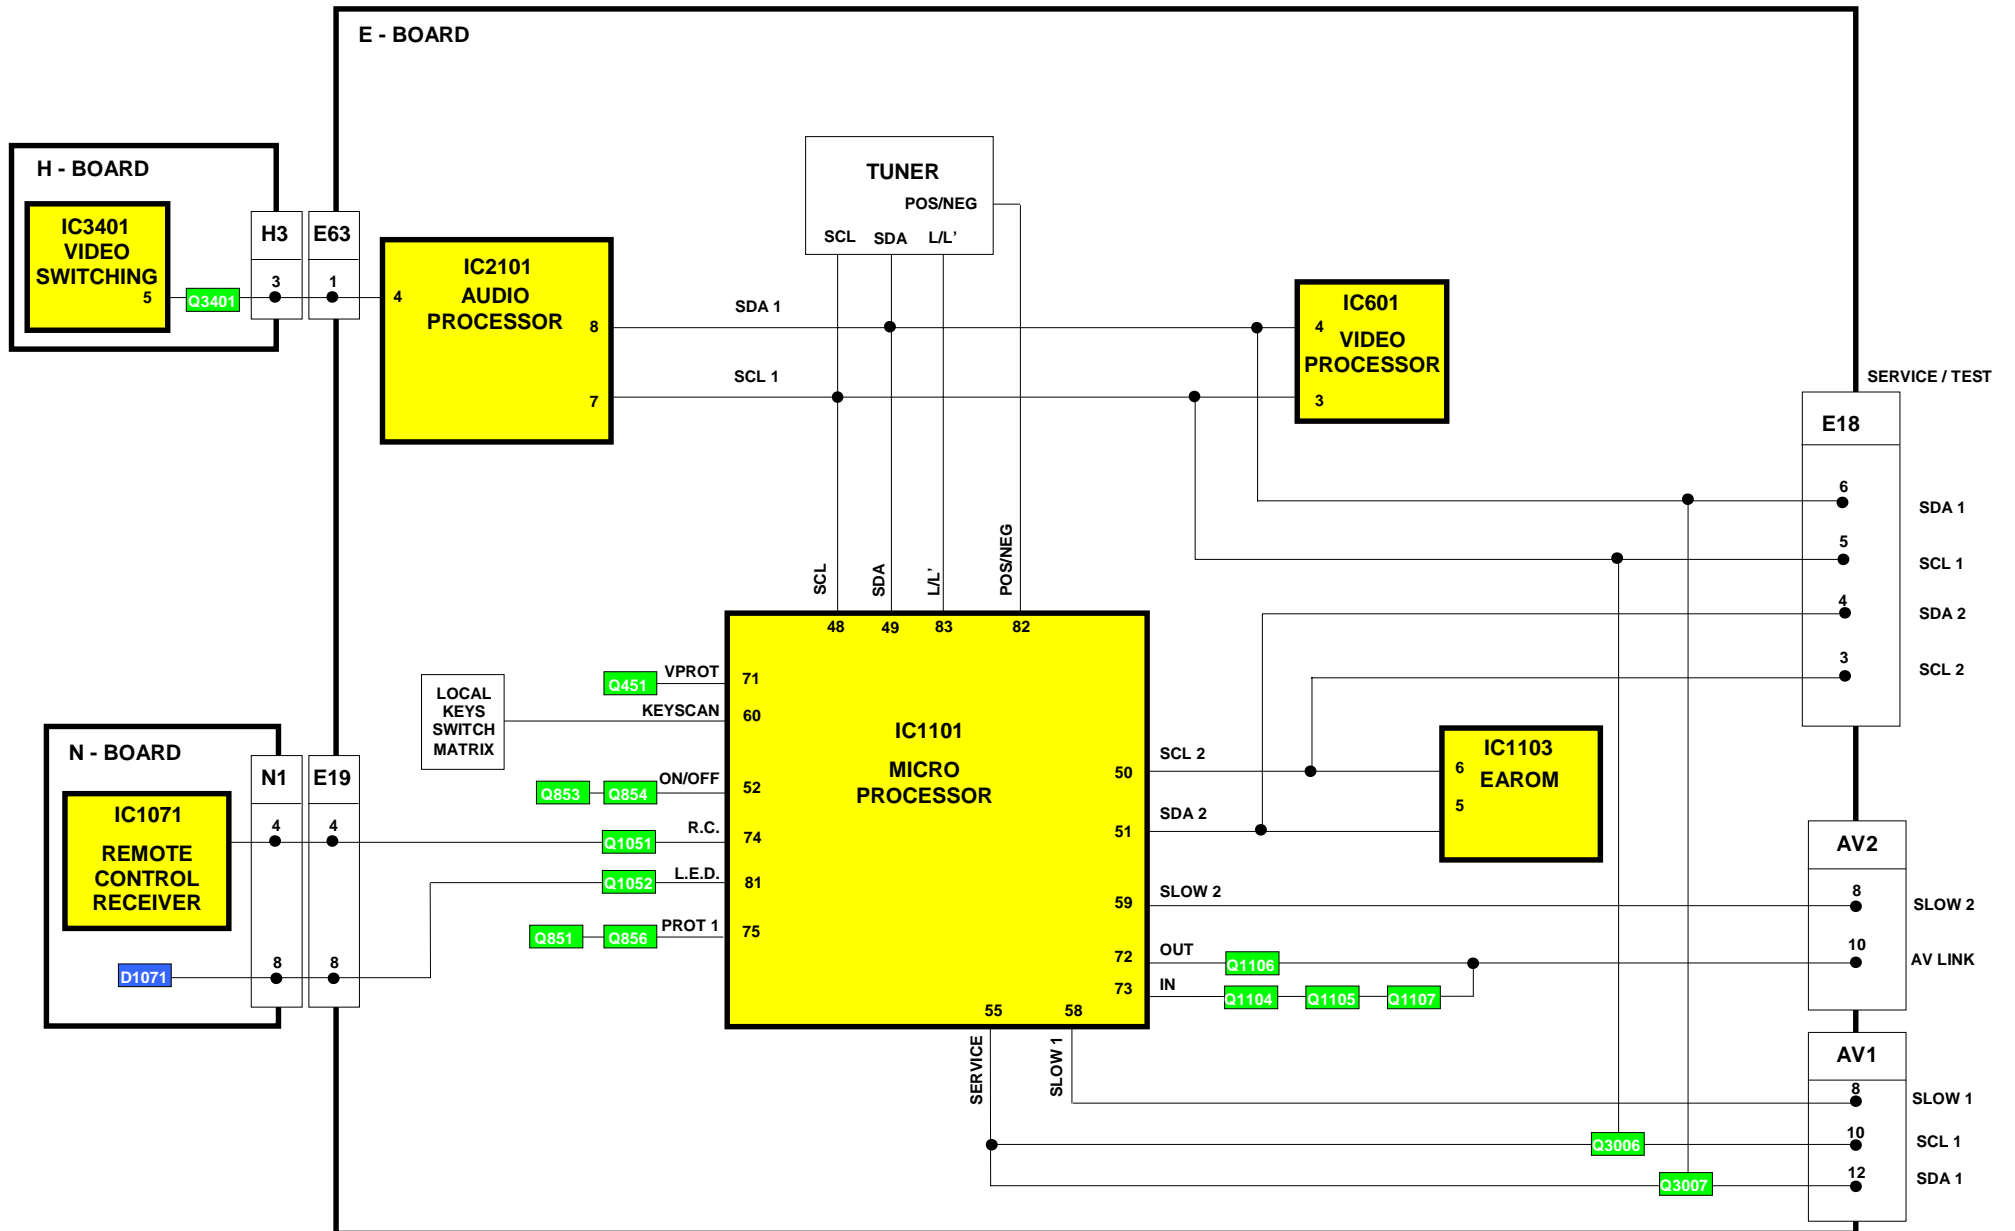 E - BOARD
H - BOARD
IC3401
VIDEO
SWITCHING
5
Q3401
H3
3
E63
1
4
IC2101
AUDIO
PROCESSOR
8
7
TUNER
POS/NEG
SCL
SDA
L/L'
SDA 1
SCL 1
IC601
4
VIDEO
PROCESSOR
3
SERVICE / TEST
E18
6
SDA 1
5
SCL 1
4
SDA 2
3
SCL 2
SCL
SDA
L/L'
POS/NEG
48
49
83
82
LOCAL
KEYS
SWITCH
MATRIX
Q451
VPROT
71
KEYSCAN
60
Q853
Q854
ON/OFF
52
Q1051
R.C.
74
Q1052
L.E.D.
81
Q851
Q856
PROT 1
75
IC1101
MICRO
PROCESSOR
50
SCL 2
51
SDA 2
59
SLOW 2
72
OUT
Q1106
73
IN
Q1104
Q1105
Q1107
55
58
SERVICE
SLOW 1
IC1103
6
EAROM
5
N - BOARD
IC1071
REMOTE
CONTROL
RECEIVER
D1071
N1
4
8
E19
4
8
AV2
8
SLOW 2
10
AV LINK
AV1
8
SLOW 1
Q3006
10
SCL 1
Q3007
12
SDA 1